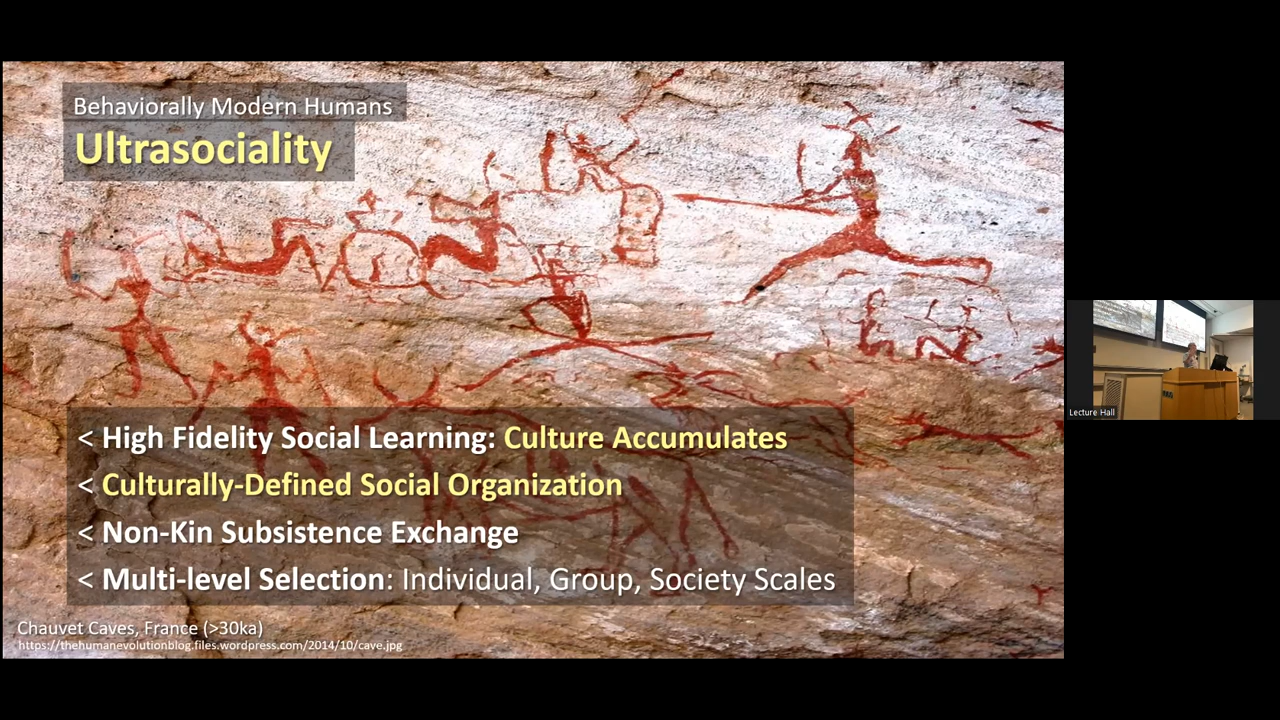 Behaviorally Modern Humans
Ultrasociality
< High Fidelity Social Learning: Culture Accumulates
< Culturally-Defined Social Organization
< Non-Kin Subsistence Exchange
< Multi-level Selection: Individual, Group, Society Scales
Chauvet Caves, France (>30ka)
https://thehumanevolutionblog.files.wordpress.com/2014/10/cave.jpg
Lecture Hall